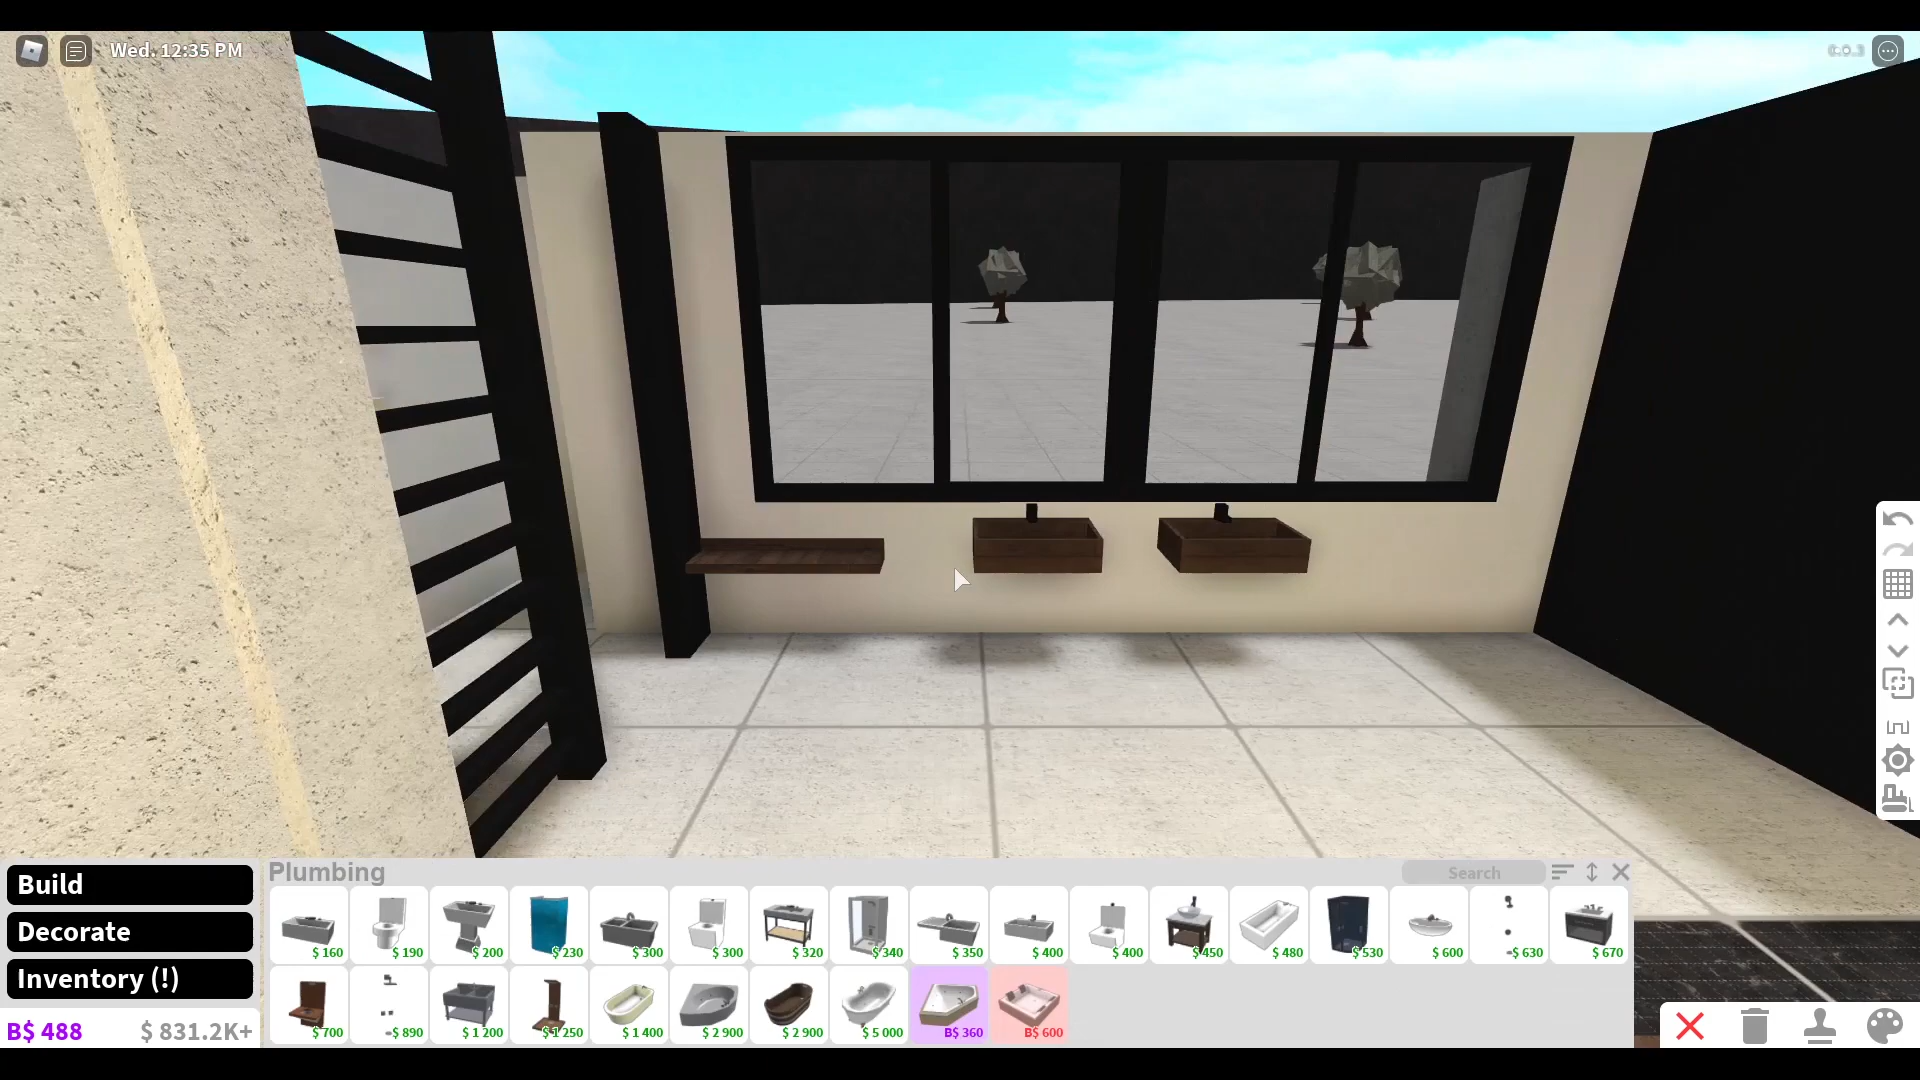 Wed. 12:35 PM
Build
Decorate
Inventory (!)
B$ 488
$ 831.2K+
Plumbing
Search
$ 160
$ 190
$ 200
$ 230
$ 300
$ 300
$ 320
$ 340
$ 350
$ 400
$ 400
$ 450
$ 480
$ 530
$ 600
$ 630
$ 670
$ 700
$ 890
$ 1 200
$ 1 250
$ 1 400
$ 2 900
$ 2 900
$ 5 000
B$ 360
B$ 600